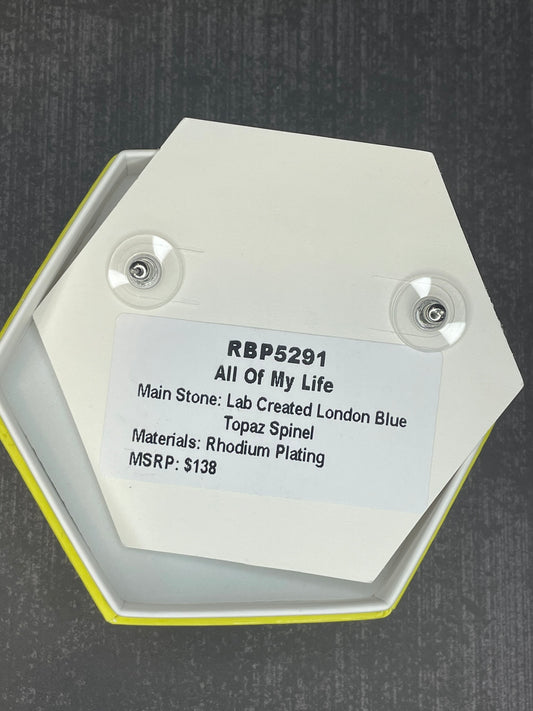 RBP5291
All Of My Life
Main Stone: Lab Created London Blue
Topaz Spinel
Materials: Rhodium Plating
MSRP: $138